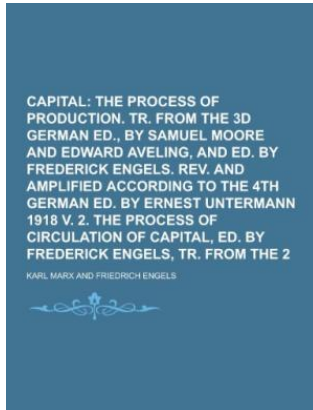 CAPITAL: THE PROCESS OF
PRODUCTION. TR. FROM THE 3D
GERMAN ED., BY SAMUEL MOORE
AND EDWARD AVELING, AND ED. BY
FREDERICK ENGELS. REV. AND
AMPLIFIED ACCORDING TO THE 4TH
GERMAN ED. BY ERNEST UNTERMANN
1918 V. 2. THE PROCESS OF
CIRCULATION OF CAPITAL, ED. BY
FREDERICK ENGELS, TR. FROM THE 2
KARL MARX AND FRIEDRICH ENGELS